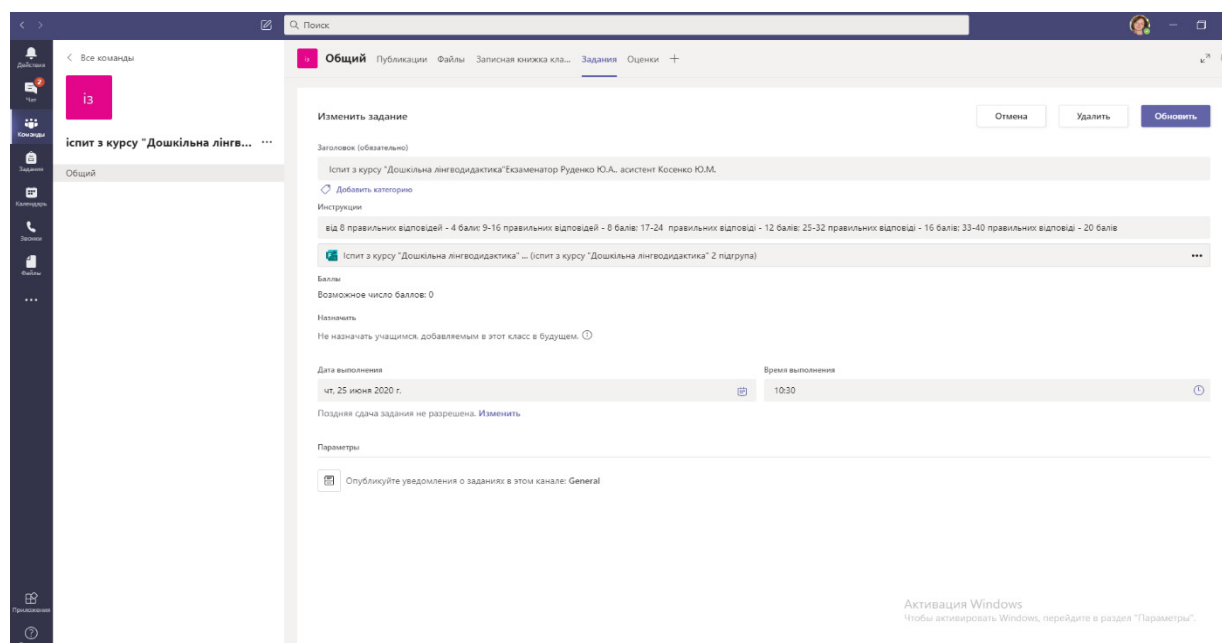 Поиск
Действия
Чат
2
Команды
Задания
Календарь
Звонки
Файлы
Приложения
Все команды
із
іспит з курсу "Дошкільна лінгв... ...
Общий
із Общий Публикации Файлы Записная книжка кла... Задания Оценки +
Изменить задание
Отмена Удалить Обновить
Заголовок (обязательно)
Іспит з курсу "Дошкільна лінгводидактика"Екзаменатор Руденко Ю.А., асистент Косенко Ю.М.
Добавить категорию
Инструкции
від 8 правильних відповідей - 4 бали; 9-16 правильних відповідей - 8 балів; 17-24 правильних відповіді - 12 балів; 25-32 правильних відповіді - 16 балів; 33-40 правильних відповіді - 20 балів
Іспит з курсу "Дошкільна лінгводидактика" ... (іспит з курсу "Дошкільна лінгводидактика" 2 підгрупа)
Баллы
Возможное число баллов: 0
Назначить
Не назначать учащимся, добавляемым в этот класс в будущем.
Дата выполнения Время выполнения
чт, 25 июня 2020 г. 10:30
Поздняя сдача задания не разрешена. Изменить
Параметры
Опубликуйте уведомления о заданиях в этом канале: General
Активация Windows
Чтобы активировать Windows, перейдите в раздел "Параметры".